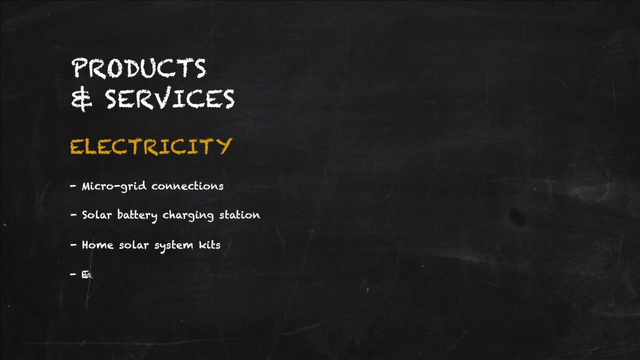 PRODUCTS
& SERVICES
ELECTRICITY
- Micro-grid connections
- Solar battery charging station
- Home solar system kits
-